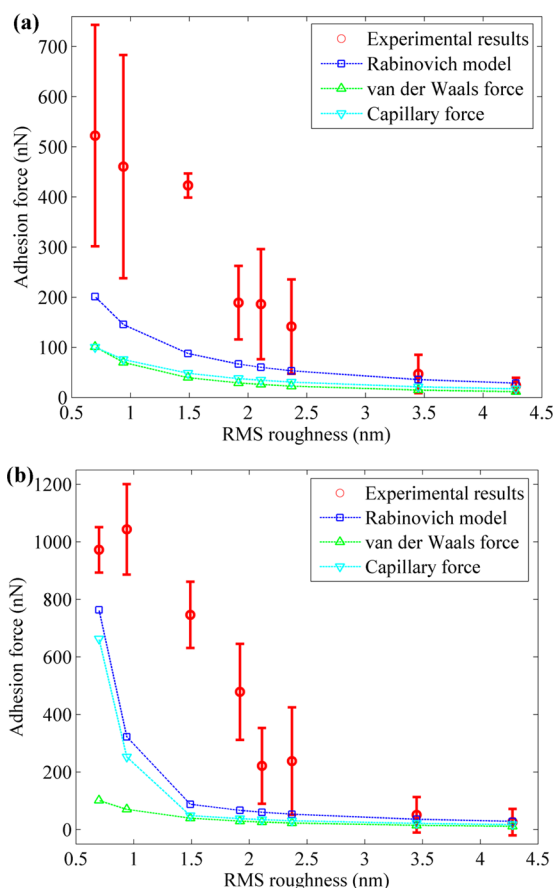 (a)
700
600
500
400
300
200
100
0
Adhesion force (nN)
Experimental results
Rabinovich model
van der Waals force
Capillary force
0.5 1 1.5 2 2.5 3 3.5 4 4.5
RMS roughness (nm)
(b)
1200
1000
800
600
400
200
0
Adhesion force (nN)
Experimental results
Rabinovich model
van der Waals force
Capillary force
0.5 1 1.5 2 2.5 3 3.5 4 4.5
RMS roughness (nm)